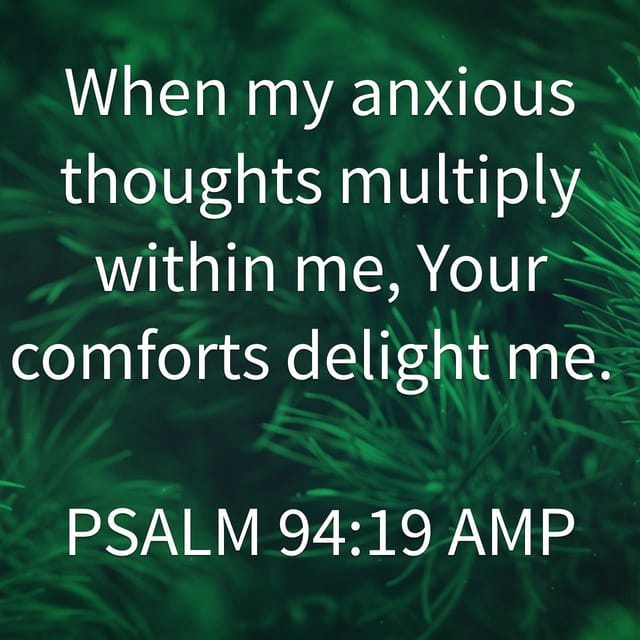 When my anxious
thoughts multiply
within me, Your
comforts delight me.
PSALM 94:19 AMP